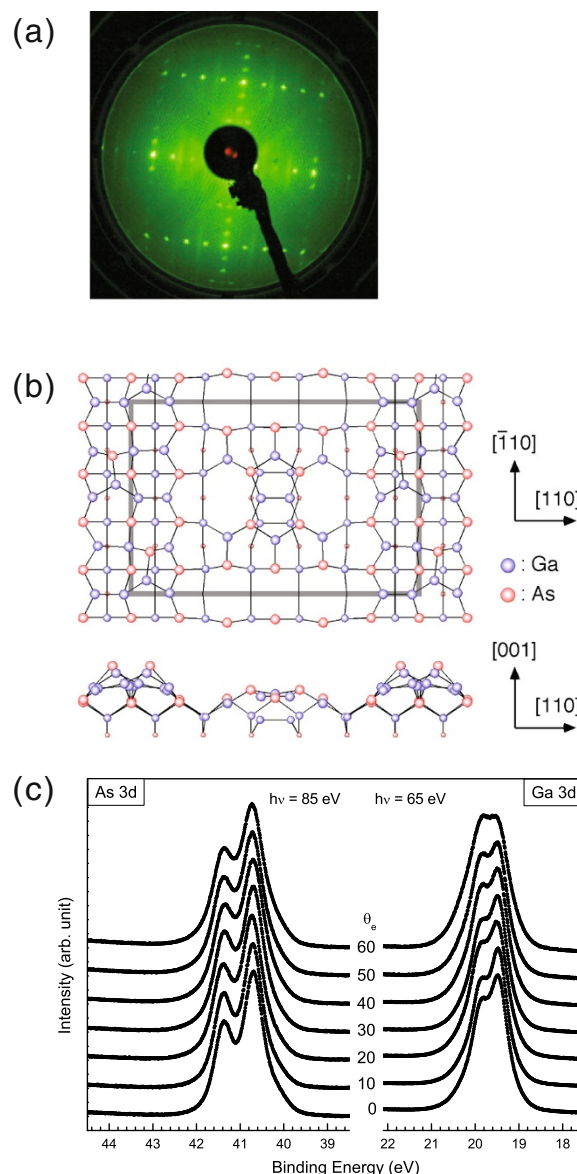 (a)
(b)
[1̄10]
[110]
: Ga
: As
[001]
[110]
(c)
As 3d
hν = 85 eV
hν = 65 eV
Ga 3d
Intensity (arb. unit)
θe
60
50
40
30
20
10
0
44 43 42 41 40 39 22 21 20 19 18
Binding Energy (eV)